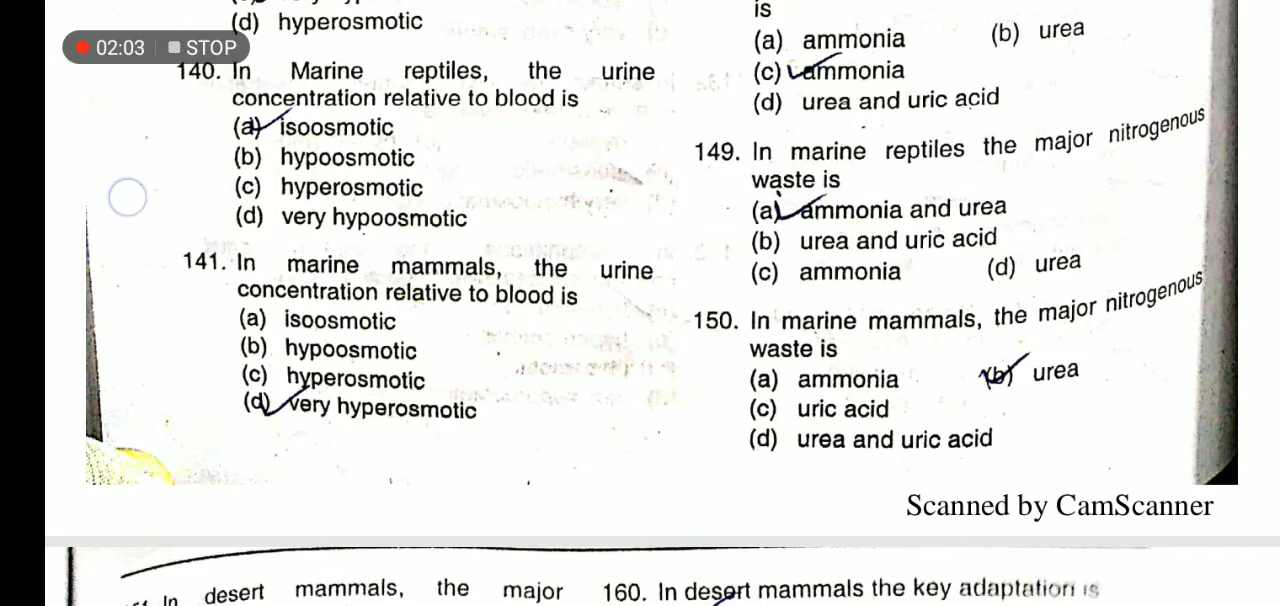 (d) hyperosmotic
02:03 STOP
140. In Marine reptiles, the urine
concentration relative to blood is
(a) isoosmotic
(b) hypoosmotic
(c) hyperosmotic
(d) very hypoosmotic
141. In marine mammals, the urine
concentration relative to blood is
(a) isoosmotic
(b) hypoosmotic
(c) hyperosmotic
(d) very hyperosmotic
is
(a) ammonia (b) urea
(c) ammonia
(d) urea and uric acid
149. In marine reptiles the major nitrogenous
waste is
(a) ammonia and urea
(b) urea and uric acid
(c) ammonia (d) urea
150. In marine mammals, the major nitrogenous
waste is
(a) ammonia (b) urea
(c) uric acid
(d) urea and uric acid
Scanned by CamScanner
In desert mammals, the major
160. In desert mammals the key adaptation is